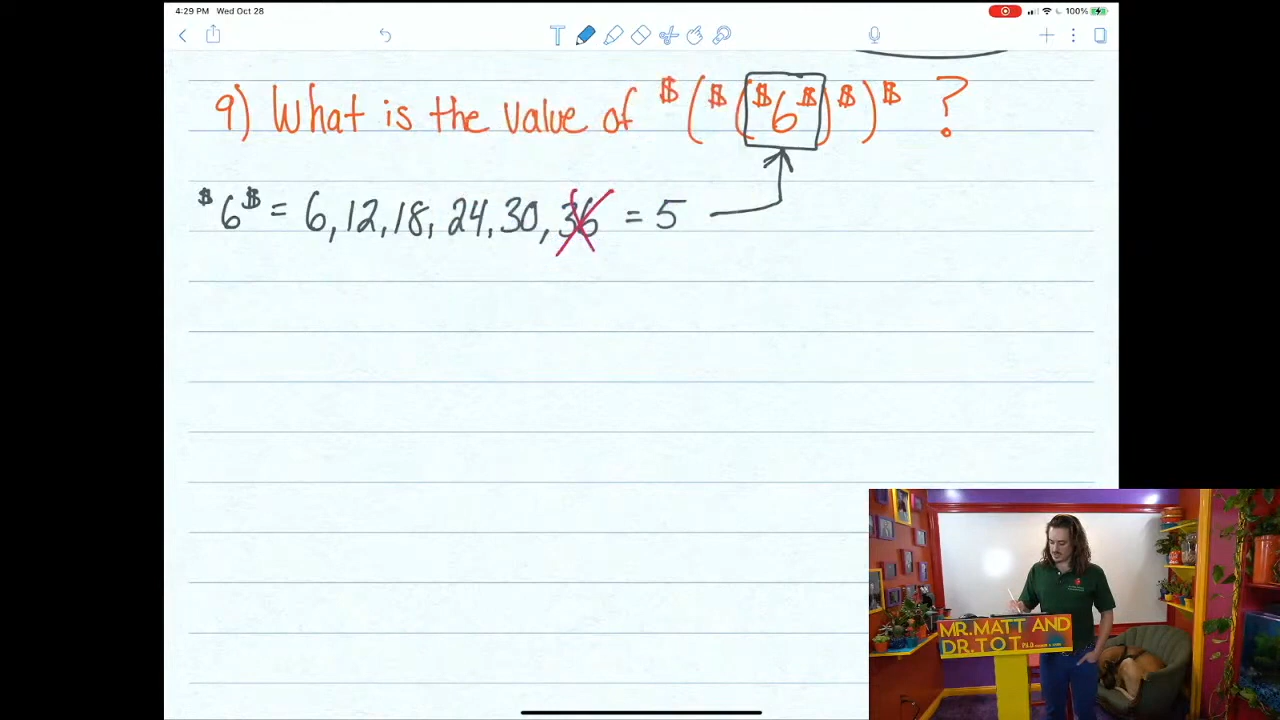 4:29 PM Wed Oct 28
100%
9) What is the value of $($($6$)$)$ ?
$6$ = 6, 12, 18, 24, 30, 36 = 5
MR. MATT AND
DR. TOT